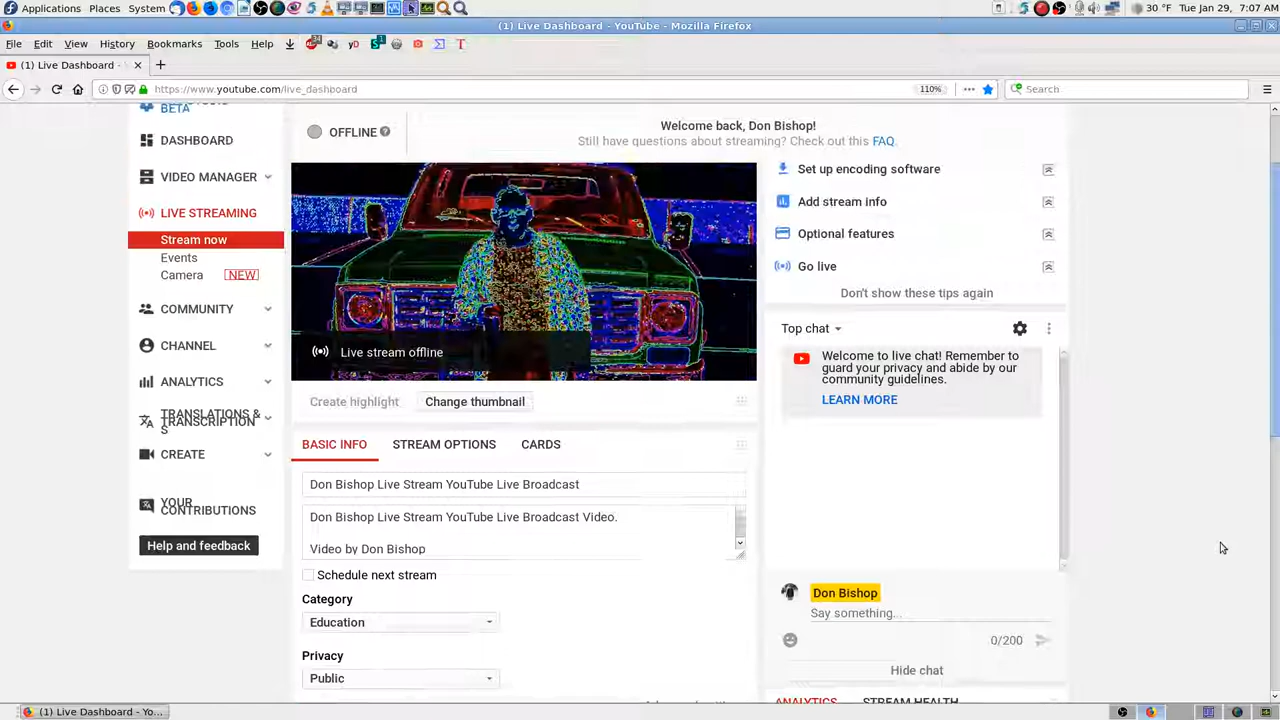 Applications Places System 30 °F Tue Jan 29, 7:07 AM
(1) Live Dashboard - YouTube - Mozilla Firefox
File Edit View History Bookmarks Tools Help
(1) Live Dashboard -
https://www.youtube.com/live_dashboard 110% Search
BETA
DASHBOARD
VIDEO MANAGER
LIVE STREAMING
Stream now
Events
Camera NEW
COMMUNITY
CHANNEL
ANALYTICS
TRANSLATIONS &
TRANSCRIPTION
S
CREATE
YOUR
CONTRIBUTIONS
Help and feedback
OFFLINE
Welcome back, Don Bishop!
Still have questions about streaming? Check out this FAQ.
Live stream offline
Create highlight Change thumbnail
BASIC INFO STREAM OPTIONS CARDS
Don Bishop Live Stream YouTube Live Broadcast
Don Bishop Live Stream YouTube Live Broadcast Video.
Video by Don Bishop
Schedule next stream
Category
Education
Privacy
Public
Set up encoding software
Add stream info
Optional features
Go live
Don't show these tips again
Top chat
Welcome to live chat! Remember to
guard your privacy and abide by our
community guidelines.
LEARN MORE
Don Bishop
Say something...
0/200
Hide chat
ANALYTICS STREAM HEALTH
(1) Live Dashboard - Yo...